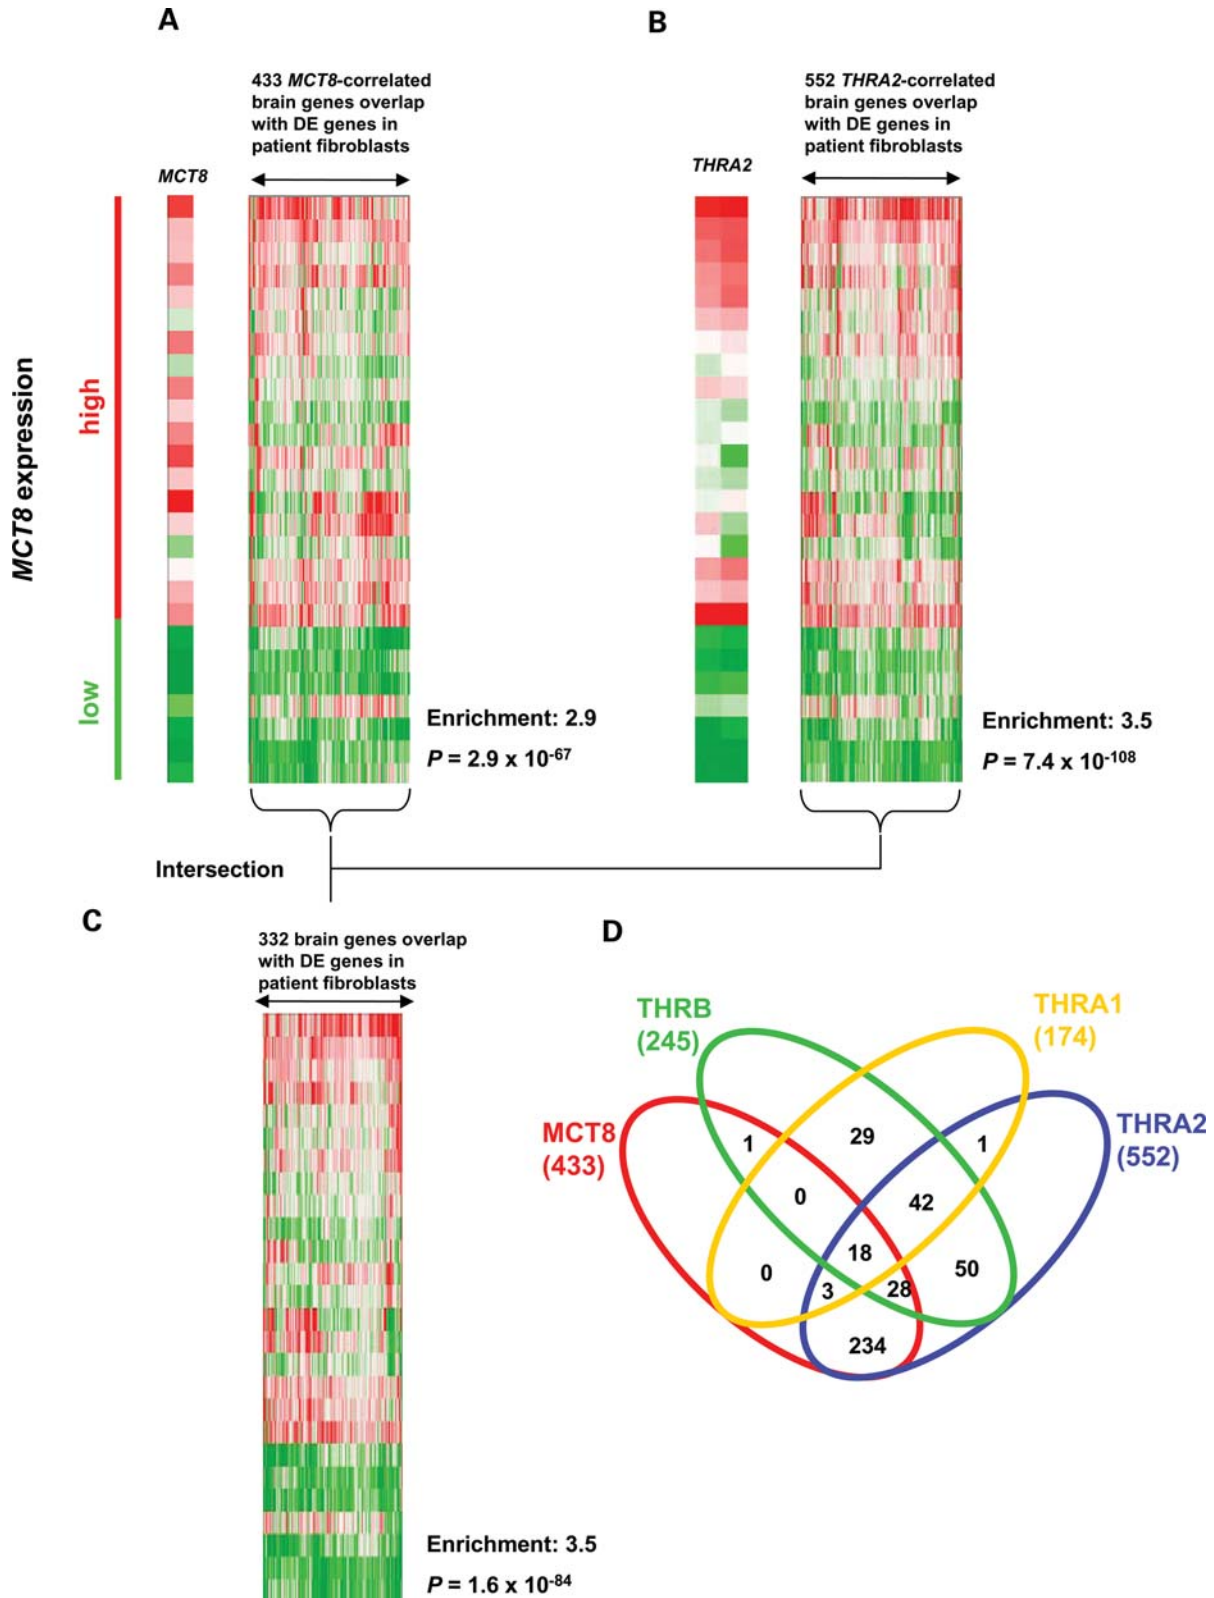 A
B
433 MCT8-correlated
brain genes overlap
with DE genes in
patient fibroblasts
552 THRA2-correlated
brain genes overlap
with DE genes in
patient fibroblasts
MCT8
THRA2
MCT8 expression
high
low
Enrichment: 2.9
P = 2.9 x 10-67
Enrichment: 3.5
P = 7.4 x 10-108
Intersection
C
332 brain genes overlap
with DE genes in
patient fibroblasts
Enrichment: 3.5
P = 1.6 x 10-84
D
THRB
(245)
THRA1
(174)
MCT8
(433)
THRA2
(552)
1
29
1
0
42
18
0
3
28
50
234